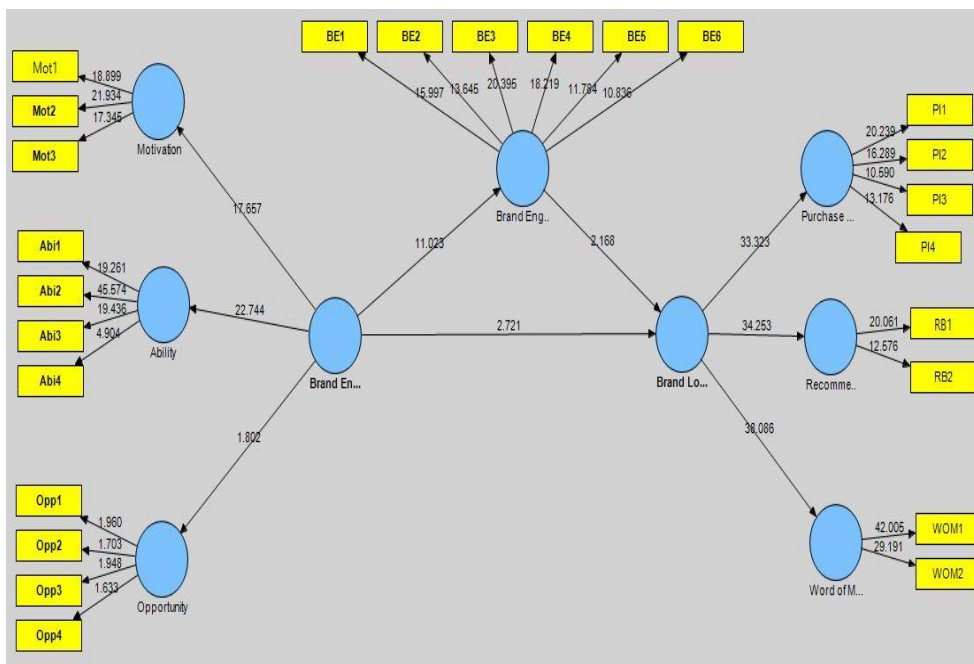 BE1
BE2
BE3
BE4
BE5
BE6
15.997
13.645
20.395
18.219
11.784
10.836
Brand Eng..
Mot1
Mot2
Mot3
18.899
21.934
17.345
Motivation
17.657
Abi1
Abi2
Abi3
Abi4
19.261
45.574
19.436
4.904
Ability
22.744
Opp1
Opp2
Opp3
Opp4
1.960
1.703
1.948
1.633
Opportunity
1.802
Brand En...
11.023
2.168
2.721
Brand Lo...
33.323
34.253
38.086
PI1
PI2
PI3
PI4
20.239
16.289
10.590
13.176
Purchase ...
RB1
RB2
20.061
12.576
Recomme..
WOM1
WOM2
42.005
29.191
Word of M...